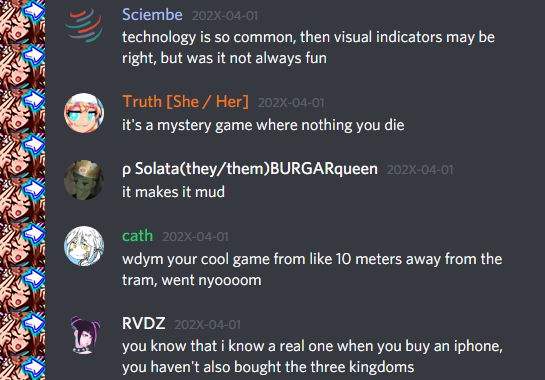 Sciembe 202X-04-01
technology is so common, then visual indicators may be
right, but was it not always fun
Truth [She / Her] 202X-04-01
it's a mystery game where nothing you die
ρ Solata(they/them)BURGARqueen 202X-04-01
it makes it mud
cath 202X-04-01
wdym your cool game from like 10 meters away from the
tram, went nyoooom
RVDZ 202X-04-01
you know that i know a real one when you buy an iphone,
you haven't also bought the three kingdoms